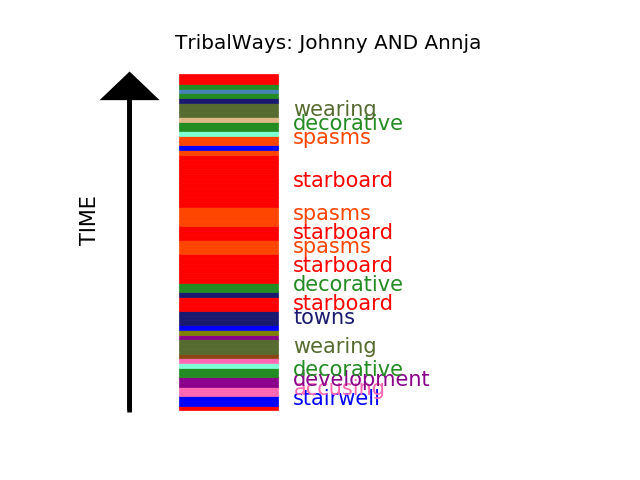 TribalWays: Johnny AND Annja
wearing
decorative
spasms
starboard
spasms
starboard
spasms
starboard
decorative
starboard
towns
wearing
decorative
development
accusing
stairwell
TIME